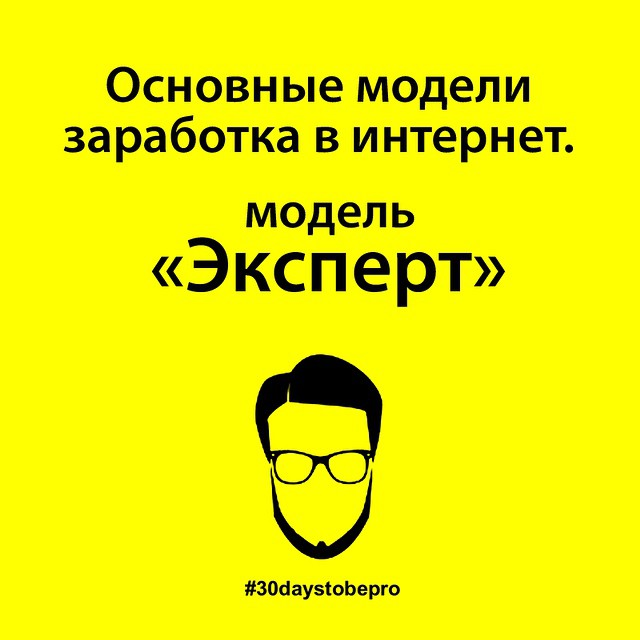 Основные модели
заработка в интернет.
модель
«Эксперт»
#30daystobepro